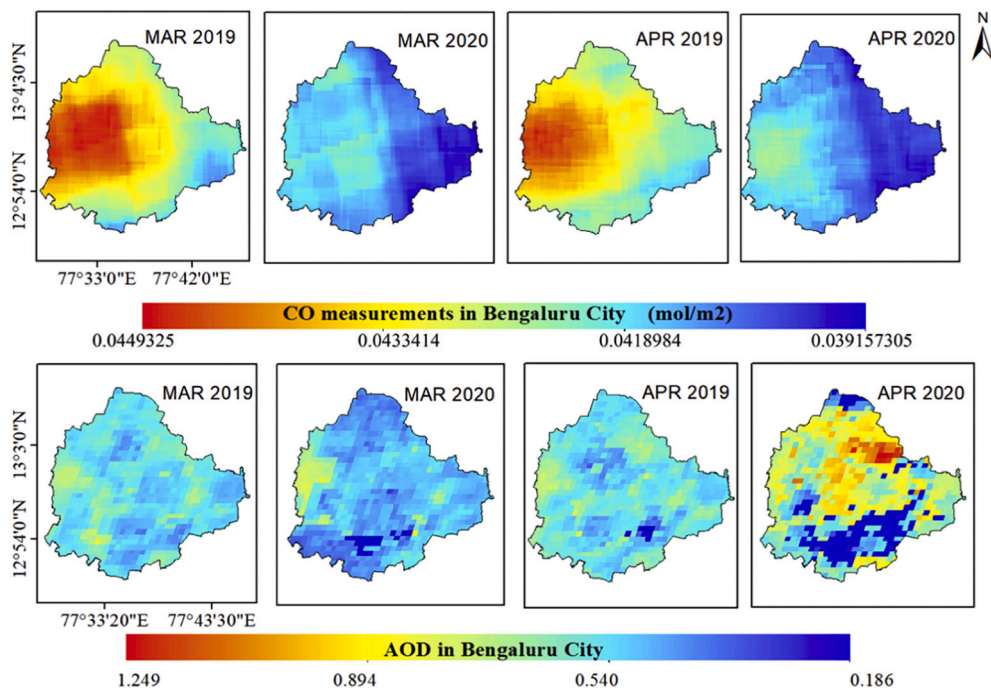 MAR 2019
MAR 2020
APR 2019
APR 2020
N
13°4'30"N
12°54'0"N
77°33'0"E
77°42'0"E
CO measurements in Bengaluru City (mol/m2)
0.0449325
0.0433414
0.0418984
0.039157305
MAR 2019
MAR 2020
APR 2019
APR 2020
13°3'0"N
12°54'0"N
77°33'20"E
77°43'30"E
AOD in Bengaluru City
1.249
0.894
0.540
0.186